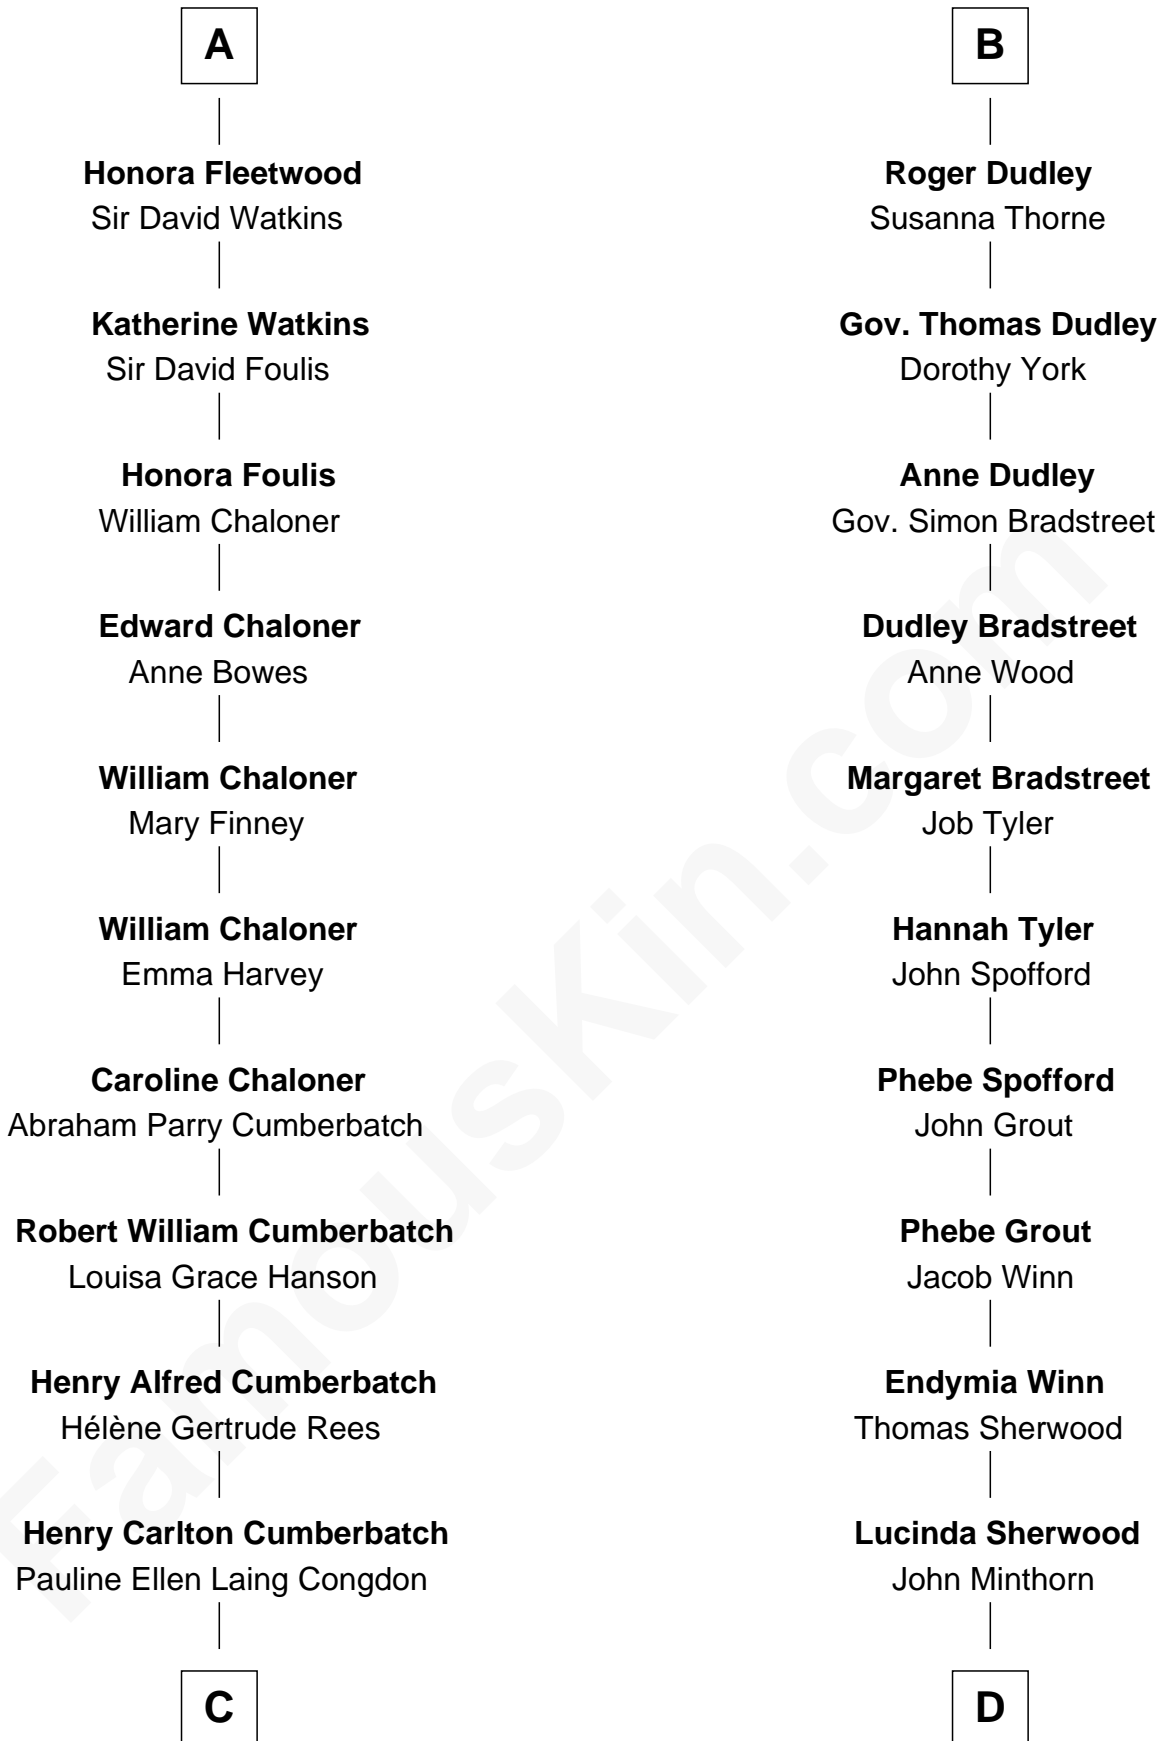 A
Honora Fleetwood
Sir David Watkins
Katherine Watkins
Sir David Foulis
Honora Foulis
William Chaloner
Edward Chaloner
Anne Bowes
William Chaloner
Mary Finney
William Chaloner
Emma Harvey
Caroline Chaloner
Abraham Parry Cumberbatch
Robert William Cumberbatch
Louisa Grace Hanson
Henry Alfred Cumberbatch
Hélène Gertrude Rees
Henry Carlton Cumberbatch
Pauline Ellen Laing Congdon
C
B
Roger Dudley
Susanna Thorne
Gov. Thomas Dudley
Dorothy York
Anne Dudley
Gov. Simon Bradstreet
Dudley Bradstreet
Anne Wood
Margaret Bradstreet
Job Tyler
Hannah Tyler
John Spofford
Phebe Spofford
John Grout
Phebe Grout
Jacob Winn
Endymia Winn
Thomas Sherwood
Lucinda Sherwood
John Minthorn
D
FamousKin.com